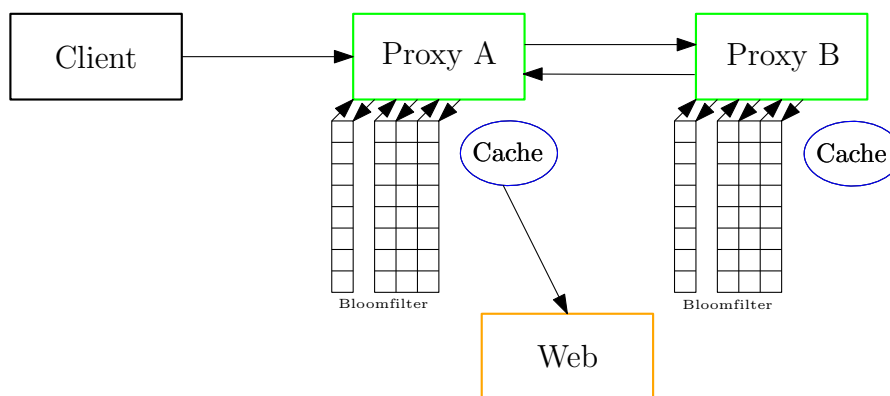 Client
Proxy A
Proxy B
Cache
Cache
Bloomfilter
Bloomfilter
Web